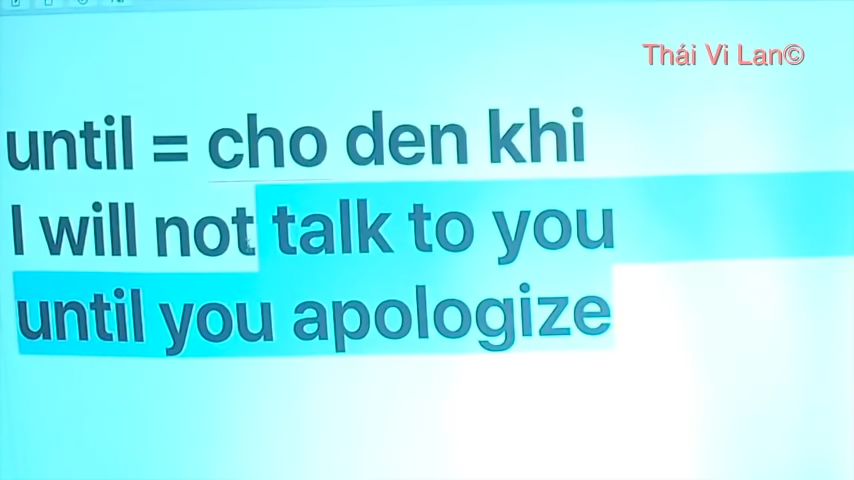 Thái Vi Lan©
until = cho den khi
I will not talk to you
until you apologize